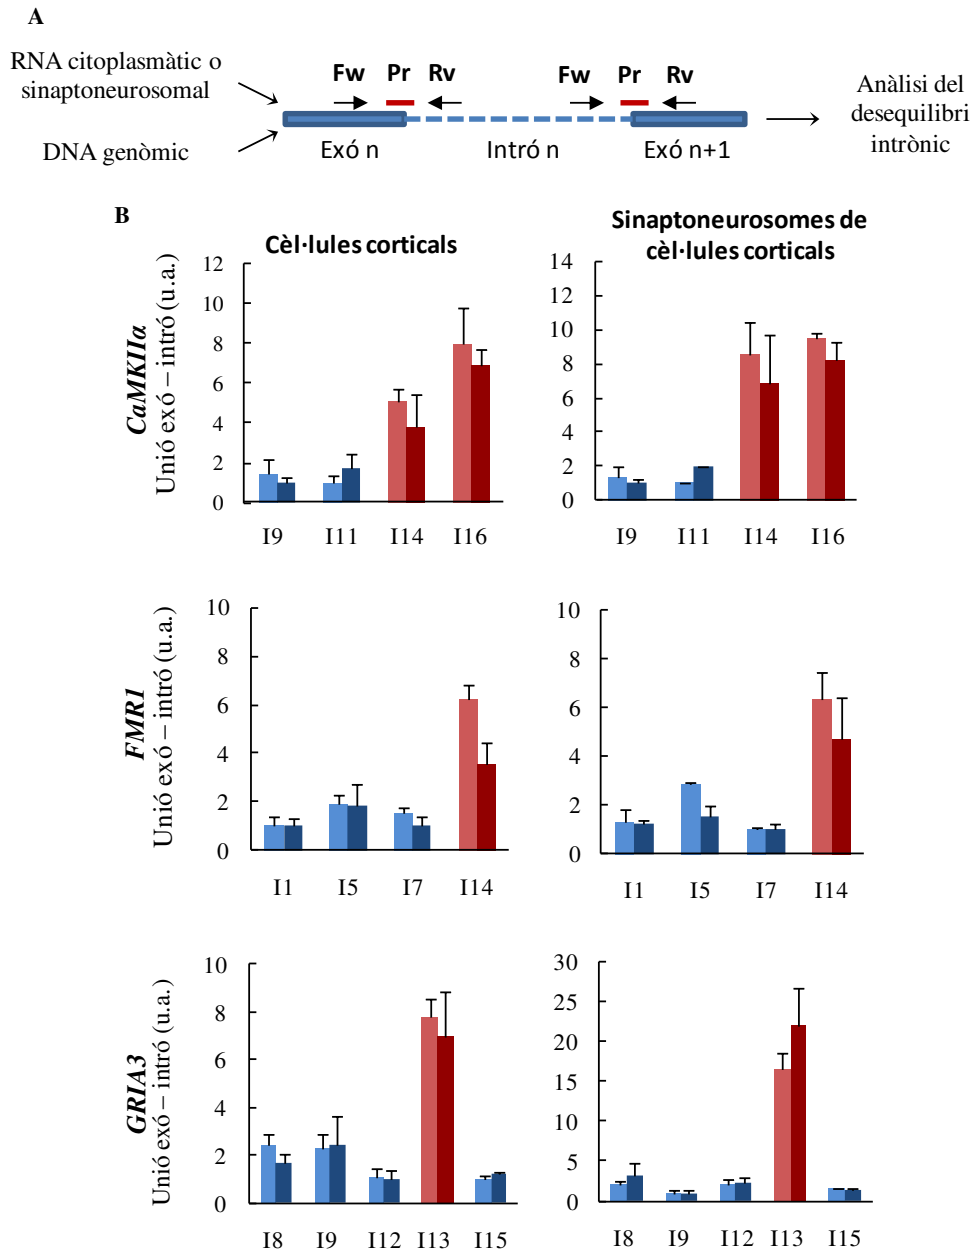 A
RNA citoplasmàtic o
sinaptoneurosomal
DNA genòmic
Fw Pr Rv
Fw Pr Rv
Exó n
Intró n
Exó n+1
Anàlisi del
desequilibri
intrònic
B
Cèl·lules corticals
Sinaptoneurosomes de
cèl·lules corticals
CaMKIIα
Unió exó – intró (u.a.)
12
10
8
6
4
2
0
I9 I11 I14 I16
14
12
10
8
6
4
2
0
I9 I11 I14 I16
FMR1
Unió exó – intró (u.a.)
10
8
6
4
2
0
I1 I5 I7 I14
10
8
6
4
2
0
I1 I5 I7 I14
GRIA3
Unió exó – intró (u.a.)
10
8
6
4
2
0
I8 I9 I12 I13 I15
30
25
20
15
10
5
0
I8 I9 I12 I13 I15